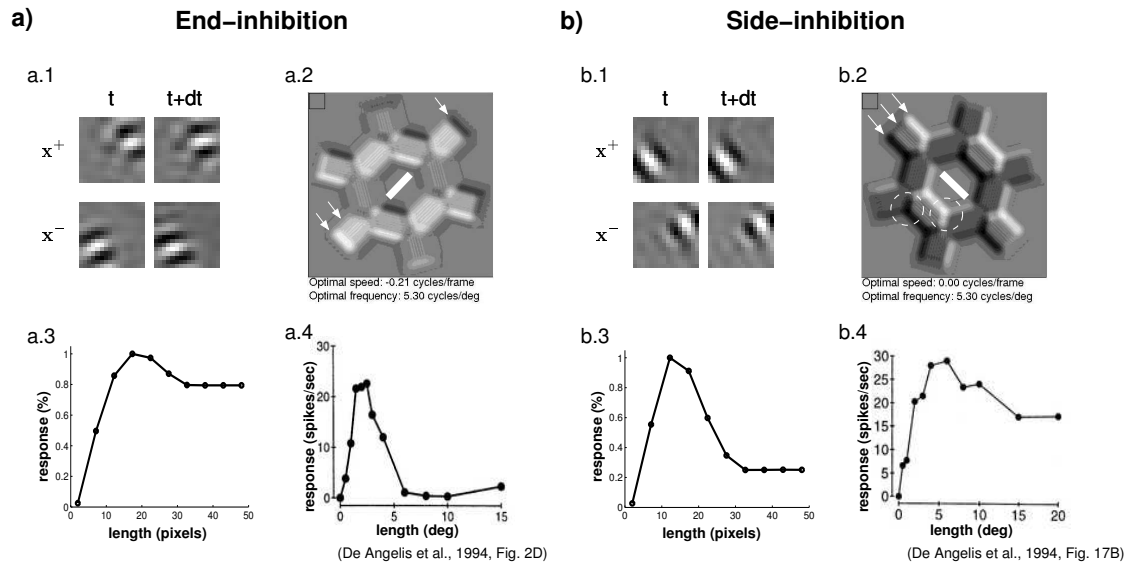 a) End−inhibition
b) Side−inhibition
a.1
t t+dt
x+
x−
a.2
Optimal speed: -0.21 cycles/frame
Optimal frequency: 5.30 cycles/deg
b.1
t t+dt
x+
x−
b.2
Optimal speed: 0.00 cycles/frame
Optimal frequency: 5.30 cycles/deg
a.3
response (%)
1
0.8
0.6
0.4
0.2
0
0 10 20 30 40 50
length (pixels)
a.4
response (spikes/sec)
30
20
10
0
0 5 10 15
length (deg)
(De Angelis et al., 1994, Fig. 2D)
b.3
response (%)
1
0.8
0.6
0.4
0.2
0
0 10 20 30 40 50
length (pixels)
b.4
response (spikes/sec)
30
25
20
15
10
5
0
0 5 10 15 20
length (deg)
(De Angelis et al., 1994, Fig. 17B)